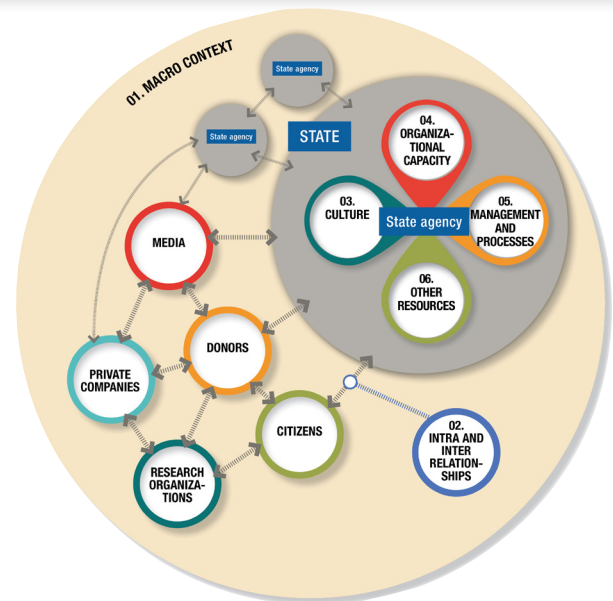 01. MACRO CONTEXT
State agency
State agency
STATE
04.
ORGANIZA-
TIONAL
CAPACITY
03.
CULTURE
State agency
05.
MANAGEMENT
AND
PROCESSES
06.
OTHER
RESOURCES
MEDIA
DONORS
PRIVATE
COMPANIES
CITIZENS
RESEARCH
ORGANIZA-
TIONS
02.
INTRA AND
INTER
RELATION-
SHIPS